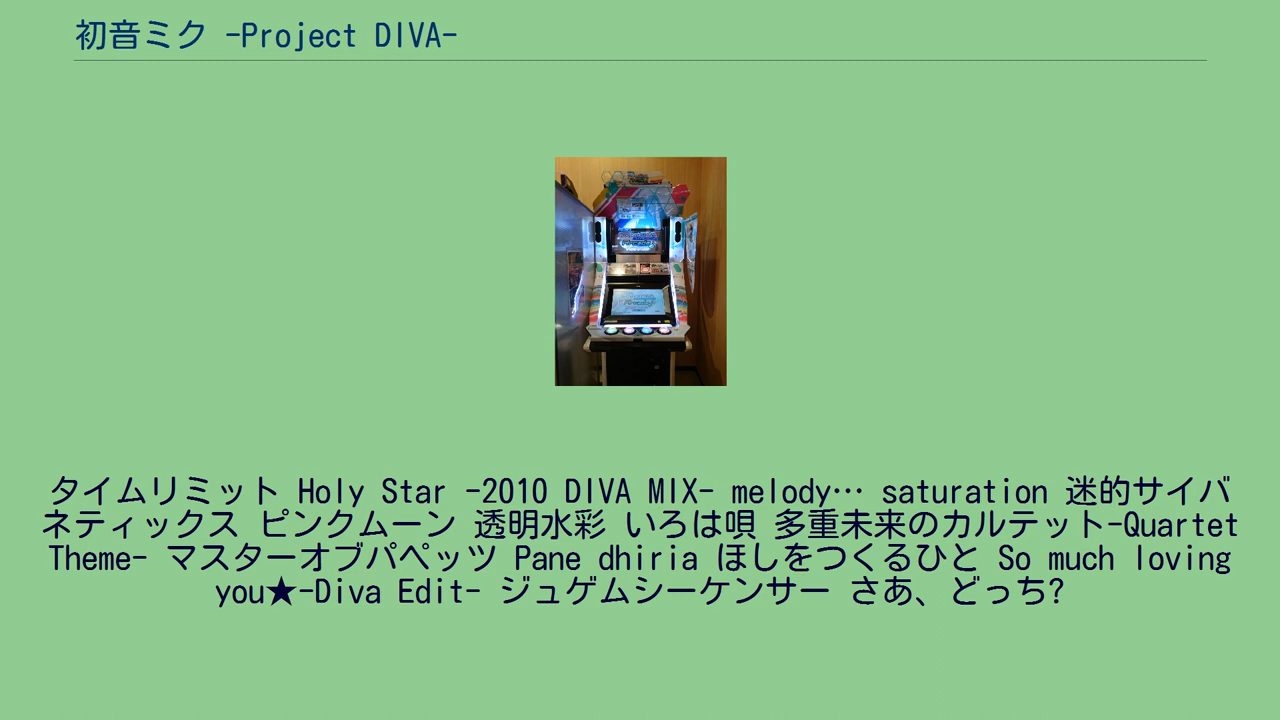 初音ミク -Project DIVA-
タイムリミット Holy Star -2010 DIVA MIX- melody… saturation 迷的サイバ
ネティックス ピンクムーン 透明水彩 いろは唄 多重未来のカルテット-Quartet
Theme- マスターオブパペッツ Pane dhiria ほしをつくるひと So much loving
you★-Diva Edit- ジュゲムシーケンサー さあ、どっち?